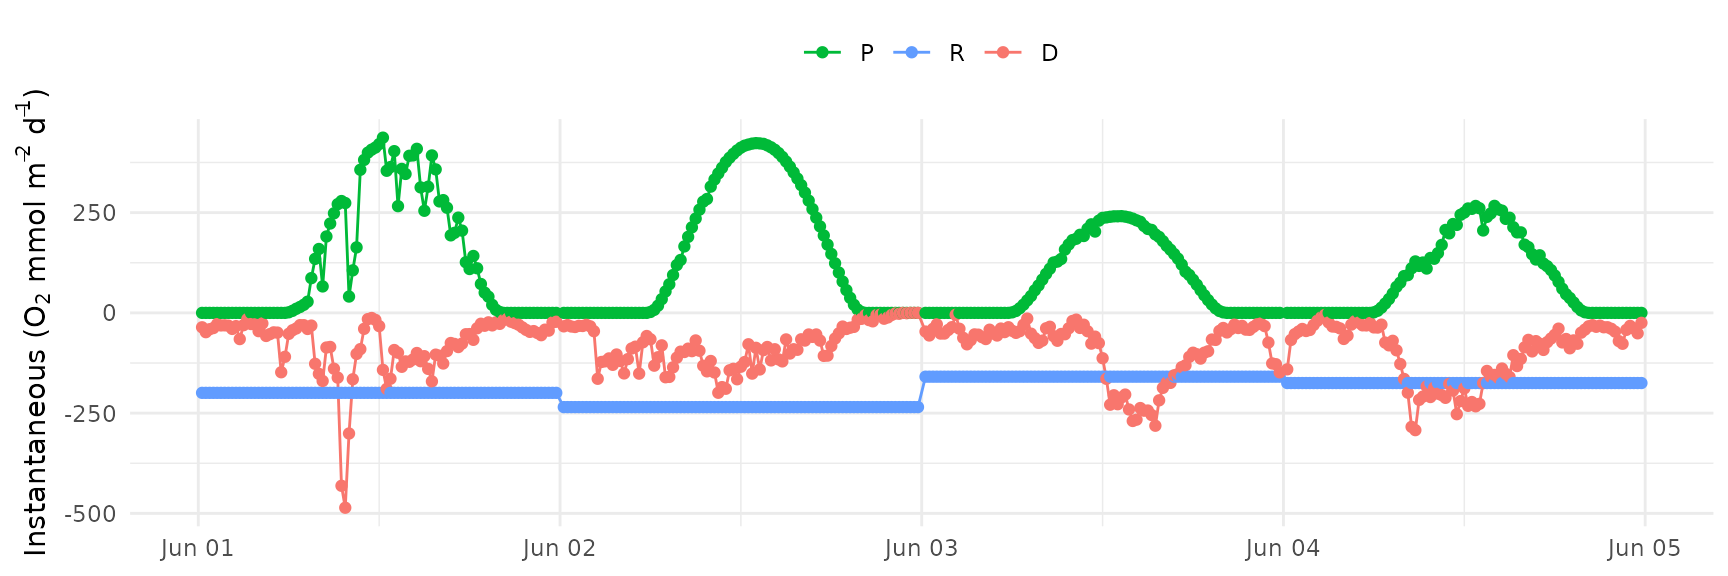 P R D
Instantaneous (O₂ mmol m⁻² d⁻¹)
250
0
-250
-500
Jun 01 Jun 02 Jun 03 Jun 04 Jun 05